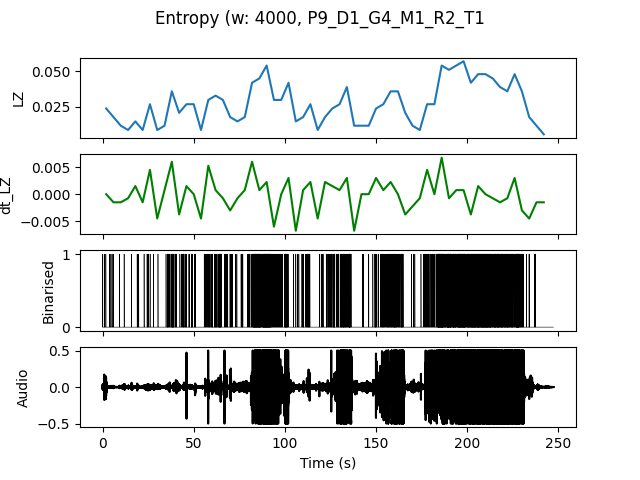 Entropy (w: 4000, P9_D1_G4_M1_R2_T1
0.050
0.025
LZ
0.005
0.000
−0.005
dt_LZ
1
0
Binarised
0.5
0.0
−0.5
Audio
0 50 100 150 200 250
Time (s)